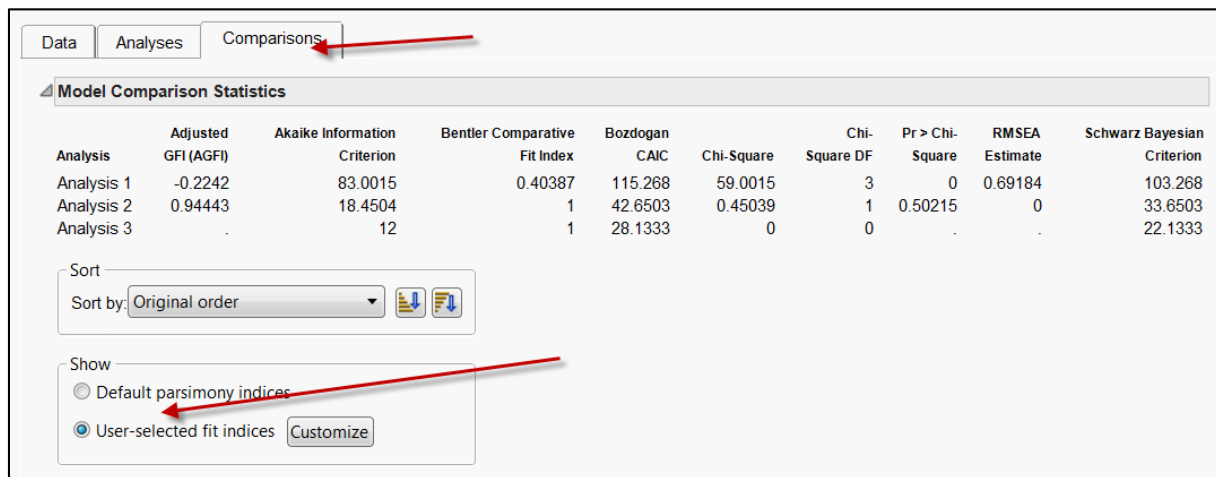 Data Analyses Comparisons
Model Comparison Statistics
Adjusted Akaike Information Bentler Comparative Bozdogan Chi- Pr > Chi- RMSEA Schwarz Bayesian
Analysis GFI (AGFI) Criterion Fit Index CAIC Chi-Square Square DF Square Estimate Criterion
Analysis 1 -0.2242 83.0015 0.40387 115.268 59.0015 3 0 0.69184 103.268
Analysis 2 0.94443 18.4504 1 42.6503 0.45039 1 0.50215 0 33.6503
Analysis 3 . 12 1 28.1333 0 0 . . 22.1333
Sort
Sort by: Original order
Show
Default parsimony indices
User-selected fit indices Customize